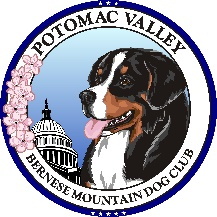 POTOMAC VALLEY
BERNESE MOUNTAIN DOG CLUB